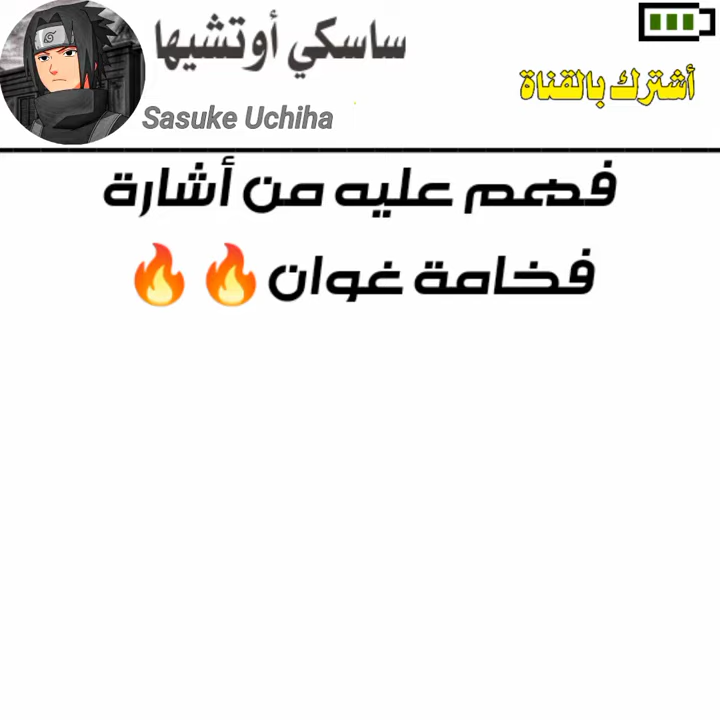 ساسكي أوتشيها
Sasuke Uchiha
أشترك بالقناة
فهم عليه من أشارة
فخامة غوان🔥🔥